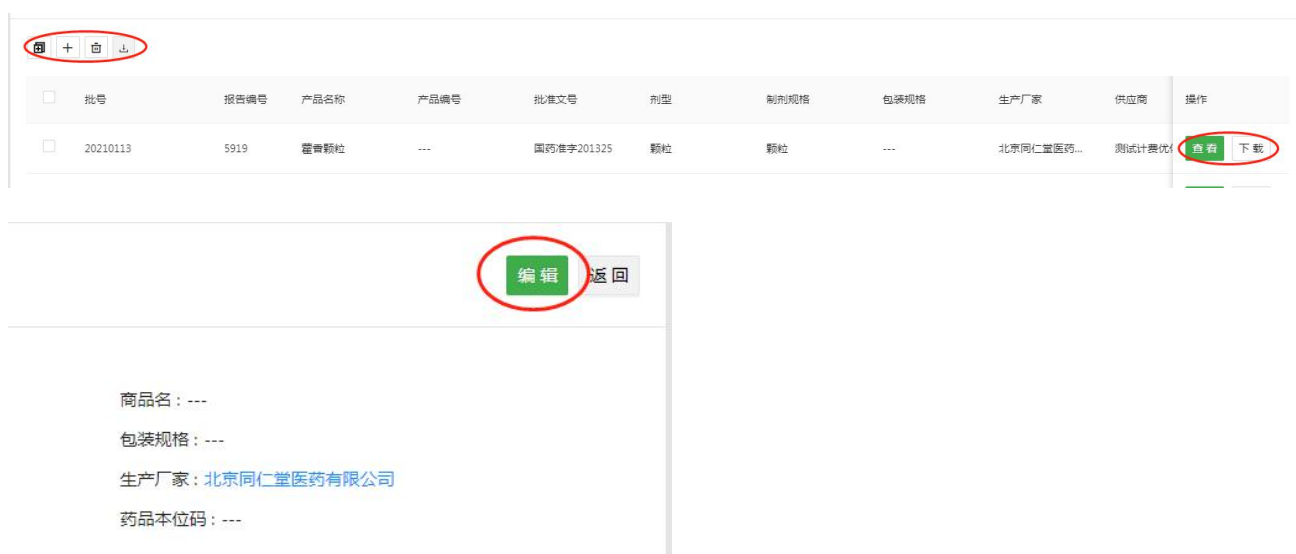 批号 报告编号 产品名称 产品编号 批准文号 剂型 制剂规格 包装规格 生产厂家 供应商 操作
20210113 5919 藿香颗粒 --- 国药准字201325 颗粒 颗粒 --- 北京同仁堂医药... 测试计费优 查看 下载
编辑 返回
商品名：---
包装规格：---
生产厂家：北京同仁堂医药有限公司
药品本位码：---